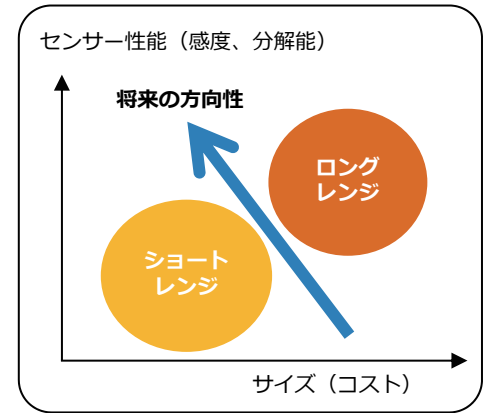 センサー性能（感度、分解能）
将来の方向性
ロング
レンジ
ショート
レンジ
サイズ（コスト）